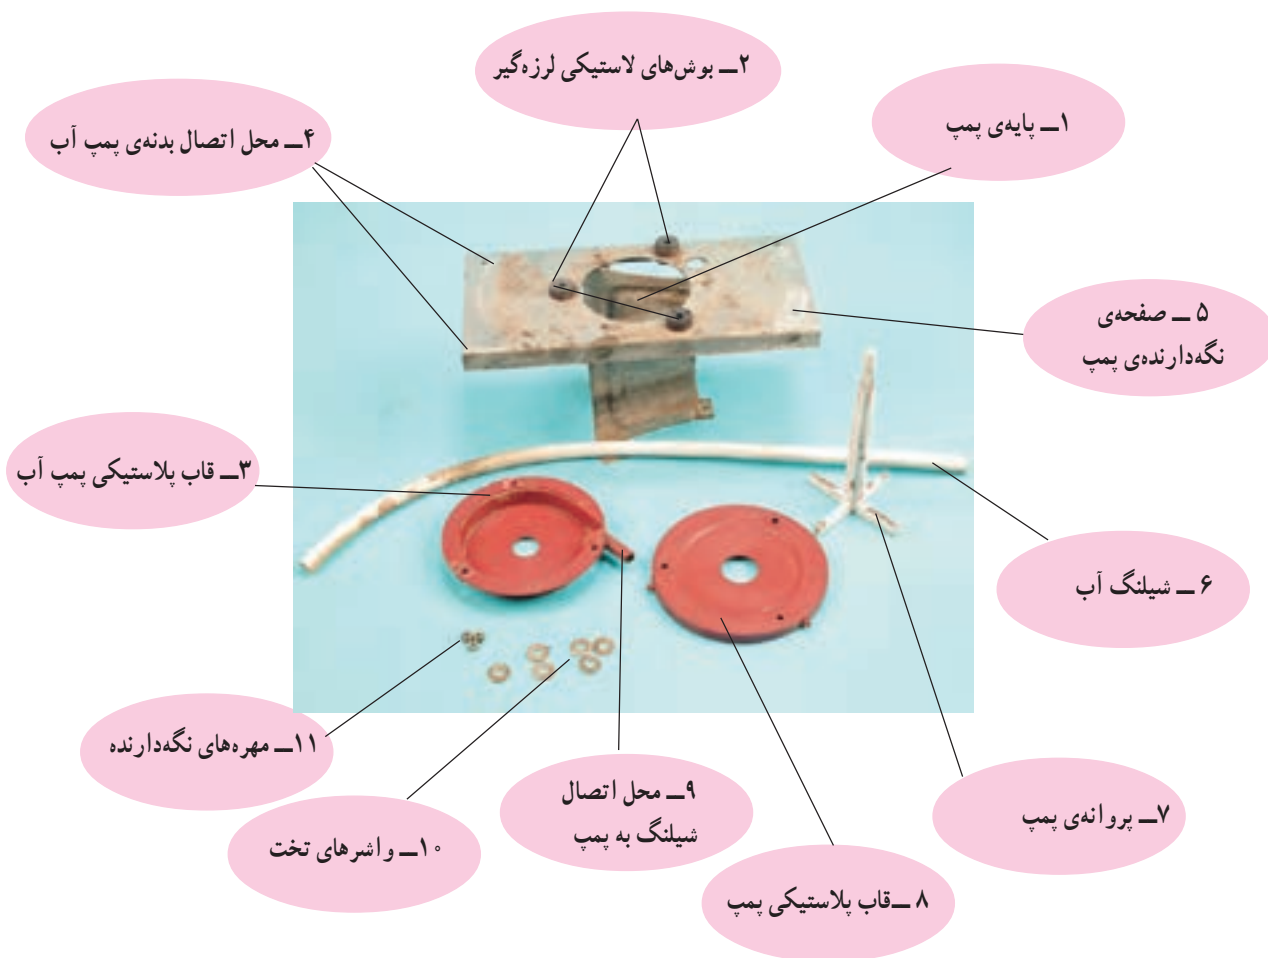 ۱ــ پایه‌ی پمپ
۲ــ بوش‌های لاستیکی لرزه‌گیر
۳ــ قاب پلاستیکی پمپ آب
۴ــ محل اتصال بدنه‌ی پمپ آب
۵ ــ صفحه‌ی
نگه‌دارنده‌ی پمپ
۶ ــ شیلنگ آب
۷ــ پروانه‌ی پمپ
۸ ــ قاب پلاستیکی پمپ
۹ــ محل اتصال
شیلنگ به پمپ
۱۰ــ واشرهای تخت
۱۱ــ مهره‌های نگه‌دارنده